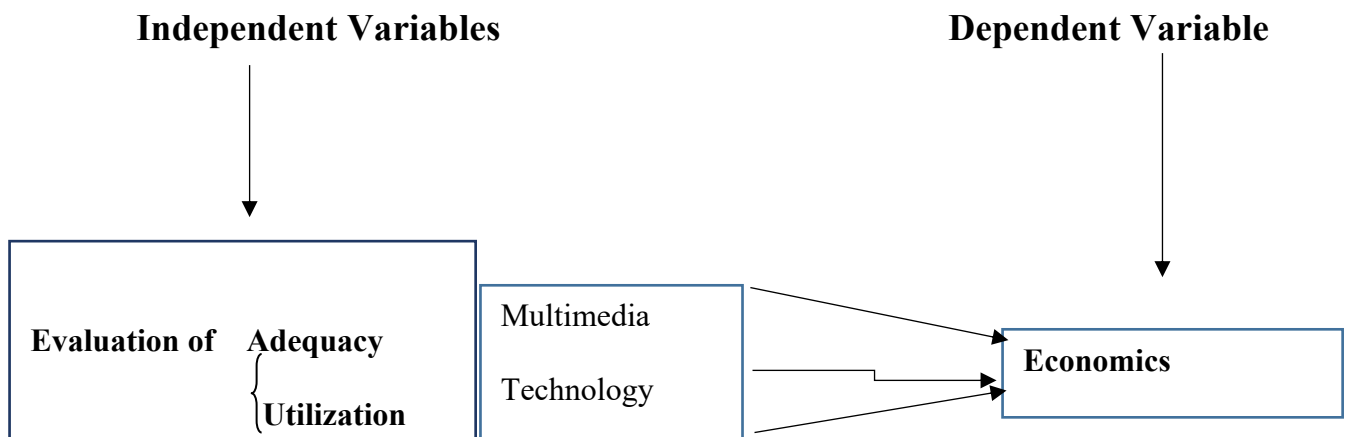 Independent Variables
Dependent Variable
Evaluation of Adequacy
Utilization
Multimedia
Technology
Economics